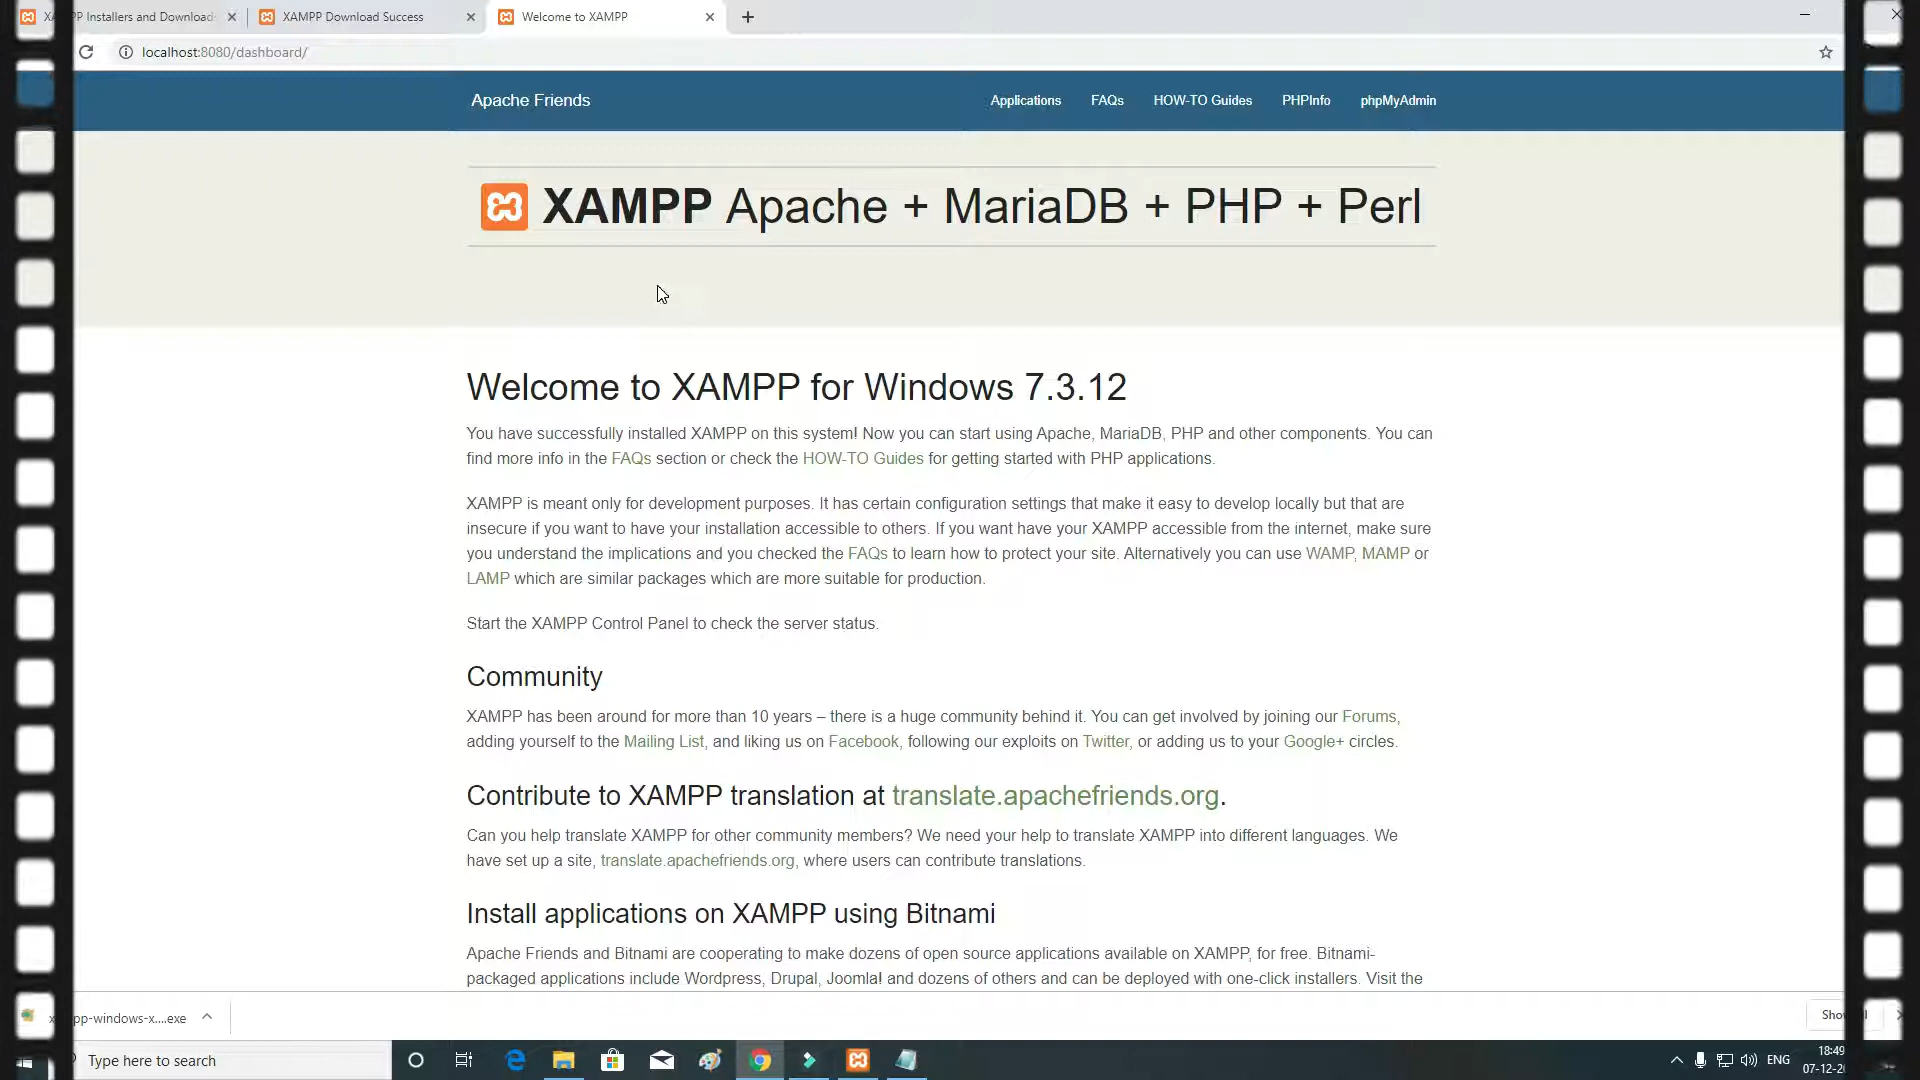 XAMPP Installers and Download
XAMPP Download Success
Welcome to XAMPP
localhost:8080/dashboard/
Apache Friends
Applications
FAQs
HOW-TO Guides
PHPInfo
phpMyAdmin
XAMPP Apache + MariaDB + PHP + Perl
Welcome to XAMPP for Windows 7.3.12
You have successfully installed XAMPP on this system! Now you can start using Apache, MariaDB, PHP and other components. You can
find more info in the FAQs section or check the HOW-TO Guides for getting started with PHP applications.
XAMPP is meant only for development purposes. It has certain configuration settings that make it easy to develop locally but that are
insecure if you want to have your installation accessible to others. If you want have your XAMPP accessible from the internet, make sure
you understand the implications and you checked the FAQs to learn how to protect your site. Alternatively you can use WAMP, MAMP or
LAMP which are similar packages which are more suitable for production.
Start the XAMPP Control Panel to check the server status.
Community
XAMPP has been around for more than 10 years – there is a huge community behind it. You can get involved by joining our Forums,
adding yourself to the Mailing List, and liking us on Facebook, following our exploits on Twitter, or adding us to your Google+ circles.
Contribute to XAMPP translation at translate.apachefriends.org.
Can you help translate XAMPP for other community members? We need your help to translate XAMPP into different languages. We
have set up a site, translate.apachefriends.org, where users can contribute translations.
Install applications on XAMPP using Bitnami
Apache Friends and Bitnami are cooperating to make dozens of open source applications available on XAMPP, for free. Bitnami-
packaged applications include Wordpress, Drupal, Joomla! and dozens of others and can be deployed with one-click installers. Visit the
Type here to search
ENG
18:49